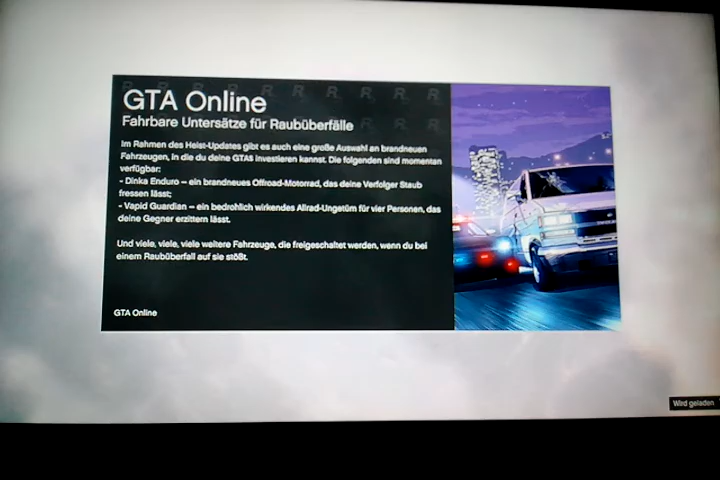 GTA Online
Fahrbare Untersätze für Raubüberfälle
Im Rahmen des Heist-Updates gibt es auch eine große Auswahl an brandneuen
Fahrzeugen, in die du deine GTA$ investieren kannst. Die folgenden sind momentan
verfügbar:
- Dinka Enduro – ein brandneues Offroad-Motorrad, das deine Verfolger Staub
fressen lässt;
- Vapid Guardian – ein bedrohlich wirkendes Allrad-Ungetüm für vier Personen, das
deine Gegner erzittern lässt.
Und viele, viele, viele weitere Fahrzeuge, die freigeschaltet werden, wenn du bei
einem Raubüberfall auf sie stößt.
GTA Online
Wird geladen